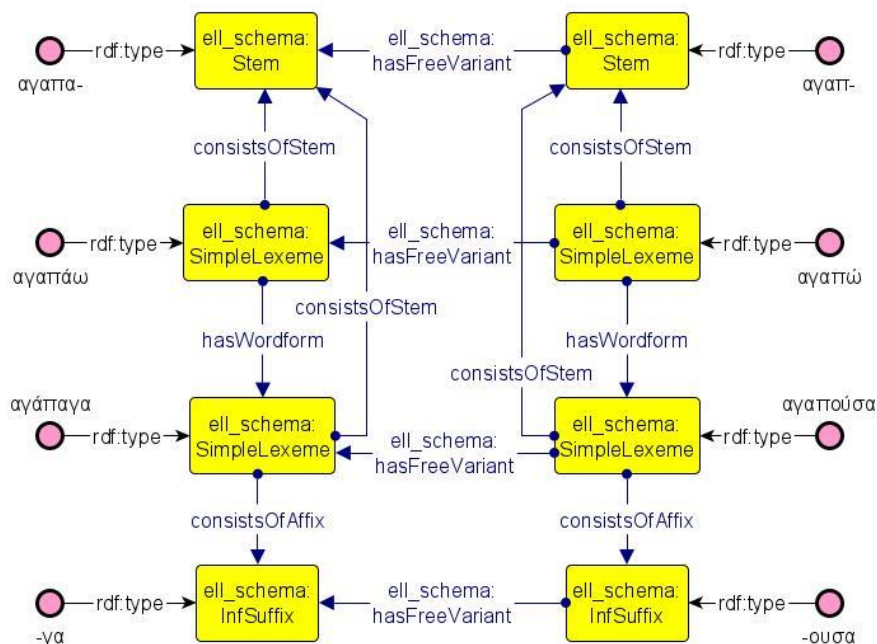 ell_schema:
Stem
ell_schema:
hasFreeVariant
ell_schema:
Stem
rdf:type
rdf:type
αγαπα-
αγαπ-
consistsOfStem
consistsOfStem
ell_schema:
SimpleLexeme
ell_schema:
hasFreeVariant
ell_schema:
SimpleLexeme
rdf:type
rdf:type
αγαπάω
αγαπώ
consistsOfStem
hasWordform
hasWordform
consistsOfStem
αγάπαγα
αγαπούσα
ell_schema:
SimpleLexeme
ell_schema:
hasFreeVariant
ell_schema:
SimpleLexeme
rdf:type
rdf:type
consistsOfAffix
consistsOfAffix
ell_schema:
InfSuffix
ell_schema:
hasFreeVariant
ell_schema:
InfSuffix
rdf:type
rdf:type
-γα
-ουσα